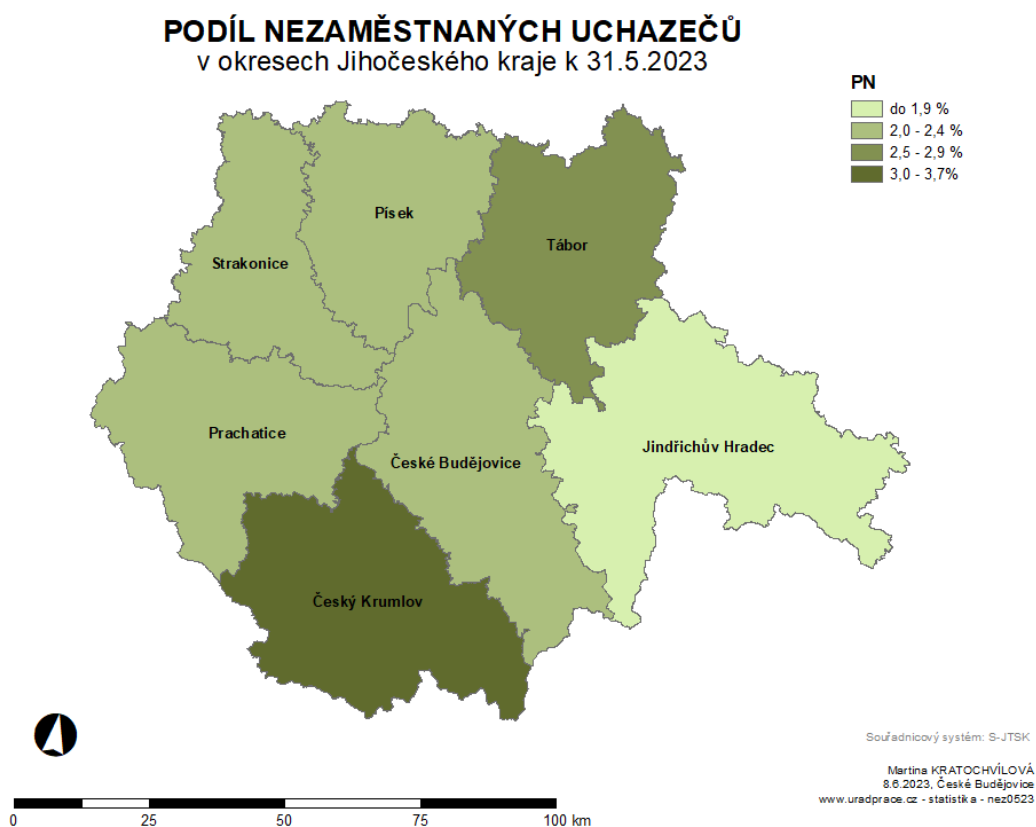 PODÍL NEZAMĚSTNANÝCH UCHAZEČŮ
v okresech Jihočeského kraje k 31.5.2023
PN
do 1,9 %
2,0 - 2,4 %
2,5 - 2,9 %
3,0 - 3,7%
Písek
Tábor
Strakonice
Prachatice
Jindřichův Hradec
České Budějovice
Český Krumlov
Souřadnicový systém: S-JTSK
Martina KRATOCHVÍLOVÁ
8.6.2023, České Budějovice
www.uradprace.cz - statistika - nez0523
0 25 50 75 100 km